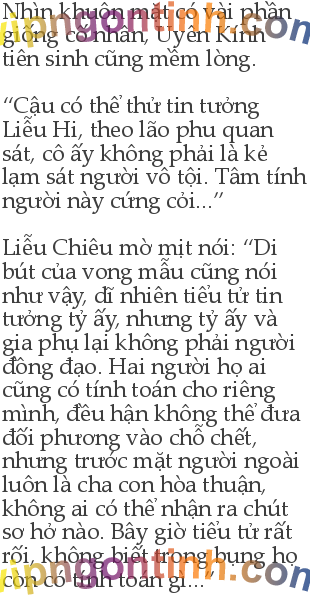 Nhìn khuôn mặt có vài phần
giống cố nhân, Uyên Kính
tiên sinh cũng mềm lòng.
“Cậu có thể thử tin tưởng
Liễu Hi, theo lão phu quan
sát, cô ấy không phải là kẻ
lạm sát người vô tội. Tâm tính
người này cứng cỏi...”
Liễu Chiêu mờ mịt nói: “Di
bút của vong mẫu cũng nói
như vậy, dĩ nhiên tiểu tử tin
tưởng tỷ ấy, nhưng tỷ ấy và
gia phụ lại không phải người
đồng đạo. Hai người họ ai
cũng có tính toán cho riêng
mình, đều hận không thể đưa
đối phương vào chỗ chết,
nhưng trước mặt người ngoài
luôn là cha con hòa thuận,
không ai có thể nhận ra chút
sơ hở nào. Bây giờ tiểu tử rất
rối, không biết trong bụng họ
còn có tính toán gì...”
vipngontinh.com
vipngontinh.com